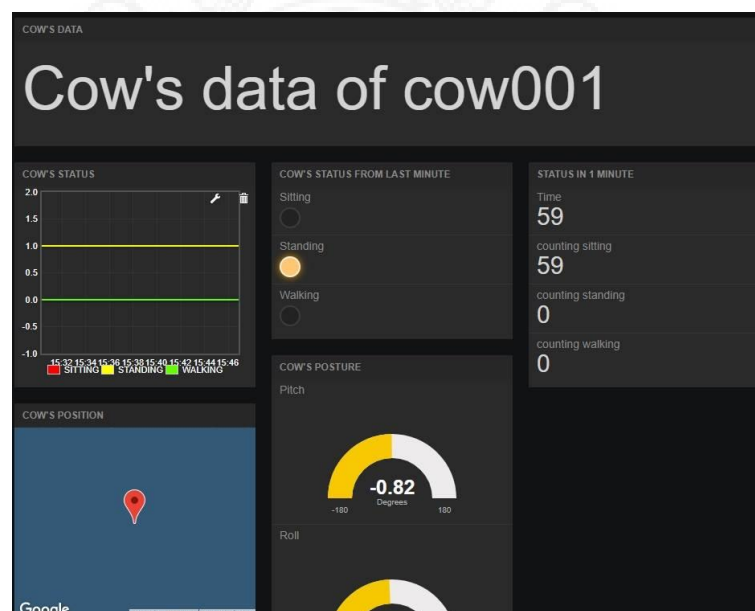 COW'S DATA
Cow's data of cow001
COW'S STATUS
2.0
1.5
1.0
0.5
0.0
-0.5
-1.0
15:32 15:34 15:36 15:38 15:40 15:42 15:44 15:46
SITTING STANDING WALKING
COW'S POSITION
Google
COW'S STATUS FROM LAST MINUTE
Sitting
Standing
Walking
COW'S POSTURE
Pitch
-0.82
Degrees
-180 180
Roll
STATUS IN 1 MINUTE
Time
59
counting sitting
59
counting standing
0
counting walking
0